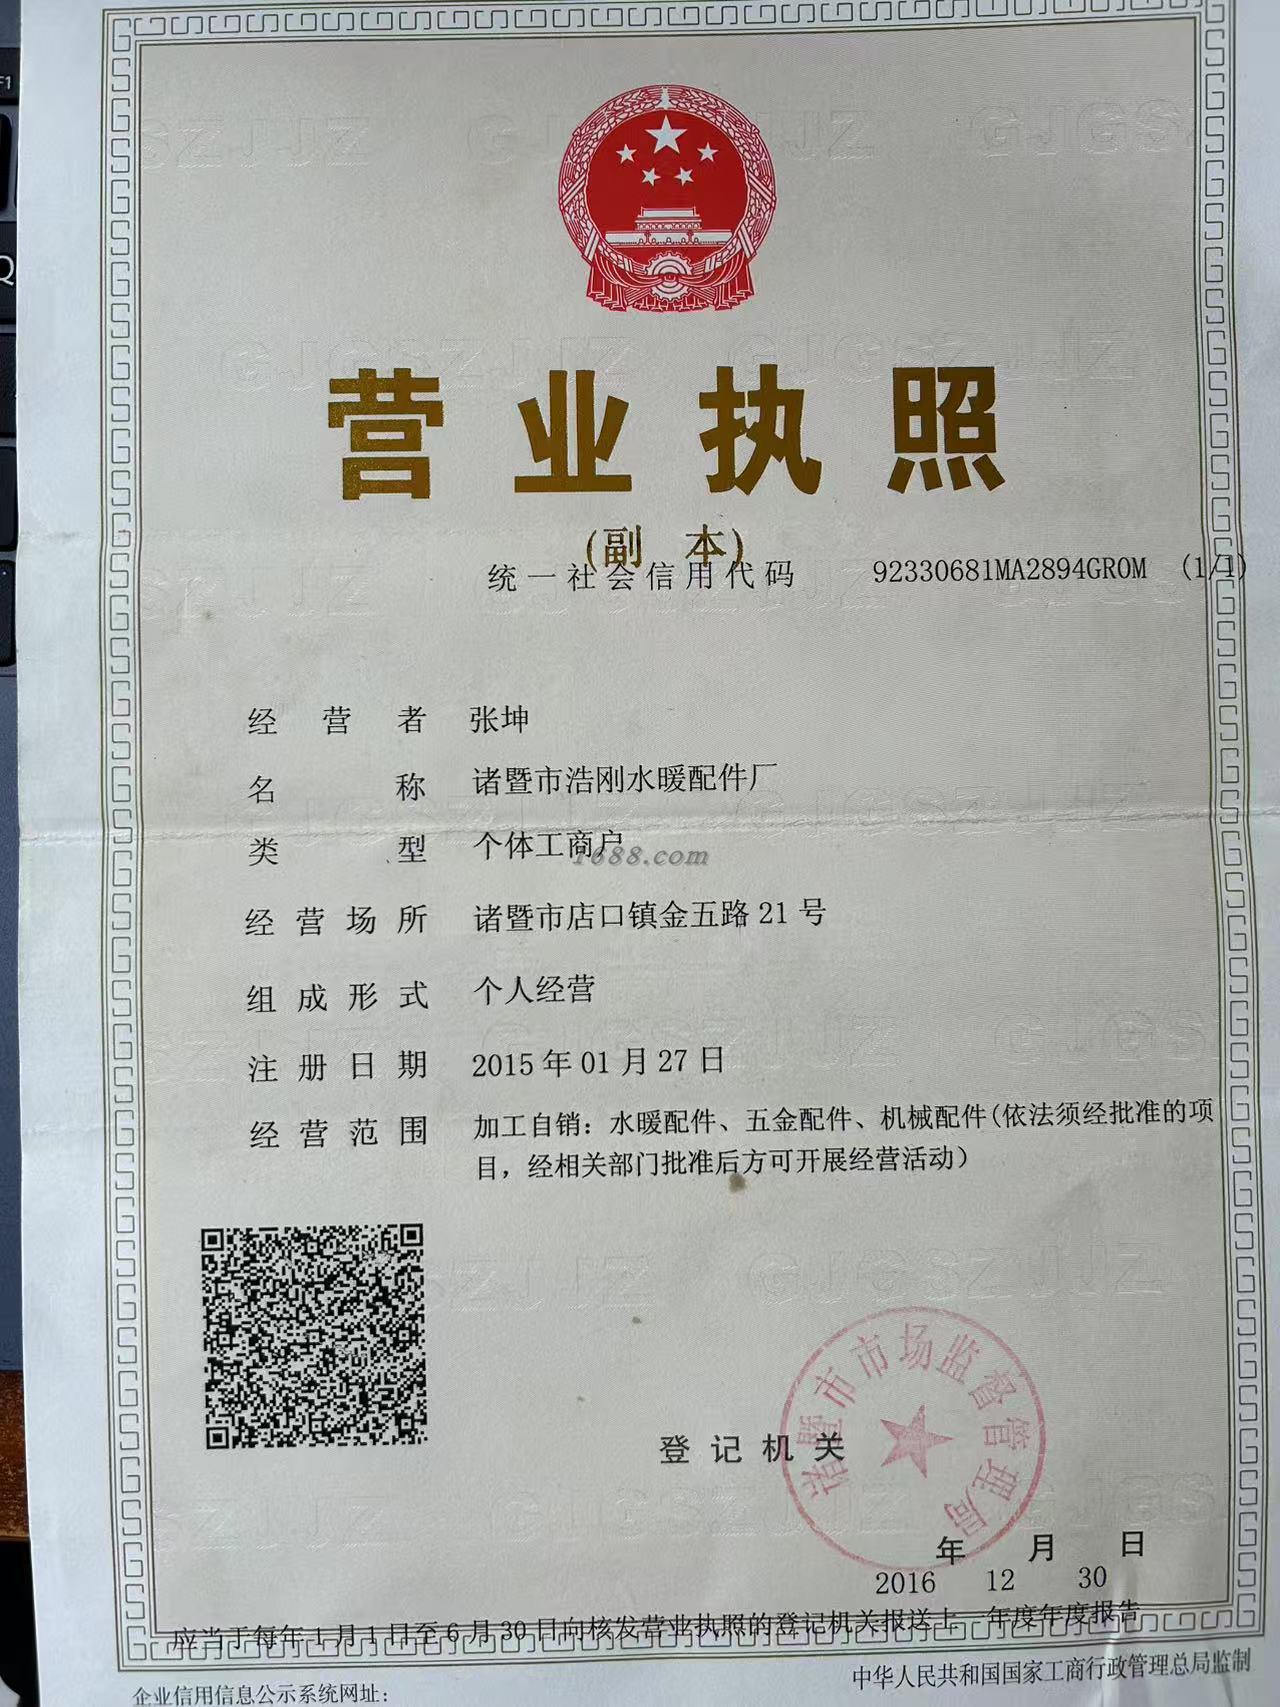 营业执照
(副 本)
统一社会信用代码 92330681MA2894GR0M (1/1)
经营者 张坤
名称 诸暨市浩刚水暖配件厂
类型 个体工商户
1688.com
经营场所 诸暨市店口镇金五路 21 号
组成形式 个人经营
注册日期 2015 年 01 月 27 日
经营范围 加工自销：水暖配件、五金配件、机械配件(依法须经批准的项
目，经相关部门批准后方可开展经营活动）
诸暨市市场监督管理局
登记机关
年 月 日
2016 12 30
应当于每年1月1日至6月30日向核发营业执照的登记机关报送上一年度年度报告
企业信用信息公示系统网址：
中华人民共和国国家工商行政管理总局监制